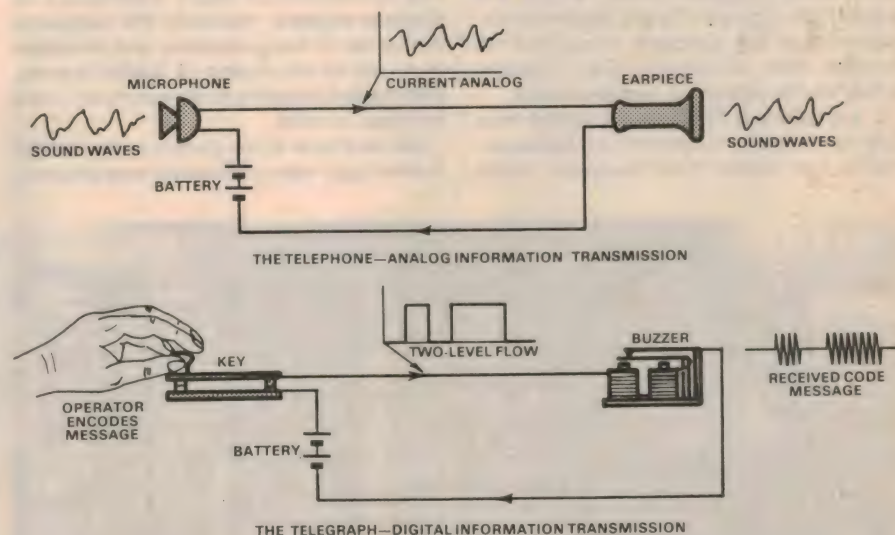 MICROPHONE
SOUND WAVES
BATTERY
CURRENT ANALOG
EARPIECE
SOUND WAVES
THE TELEPHONE—ANALOG INFORMATION TRANSMISSION
OPERATOR
ENCODES
MESSAGE
KEY
BATTERY
TWO-LEVEL FLOW
BUZZER
RECEIVED CODE
MESSAGE
THE TELEGRAPH—DIGITAL INFORMATION TRANSMISSION